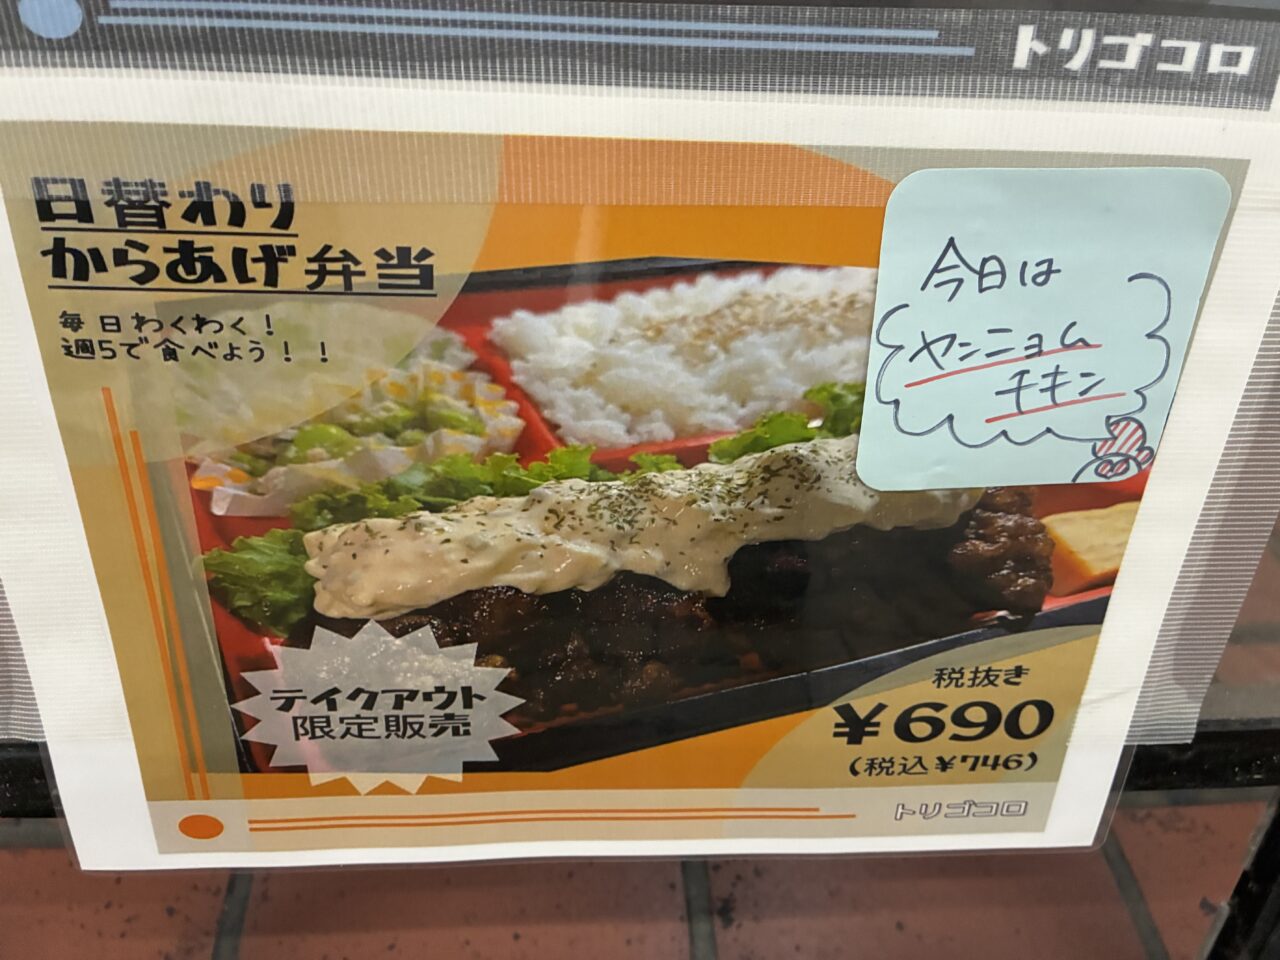 トリゴコロ
日替わり
からあげ弁当
毎日わくわく！
週5で食べよう！！
今日は
ヤンニョム
チキン
テイクアウト
限定販売
税抜き
¥690
(税込¥746)
トリゴコロ